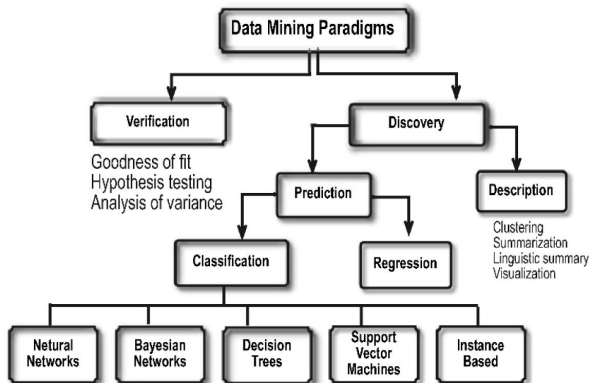 Data Mining Paradigms
Verification
Discovery
Goodness of fit
Hypothesis testing
Analysis of variance
Prediction
Description
Clustering
Summarization
Linguistic summary
Visualization
Classification
Regression
Netural
Networks
Bayesian
Networks
Decision
Trees
Support
Vector
Machines
Instance
Based